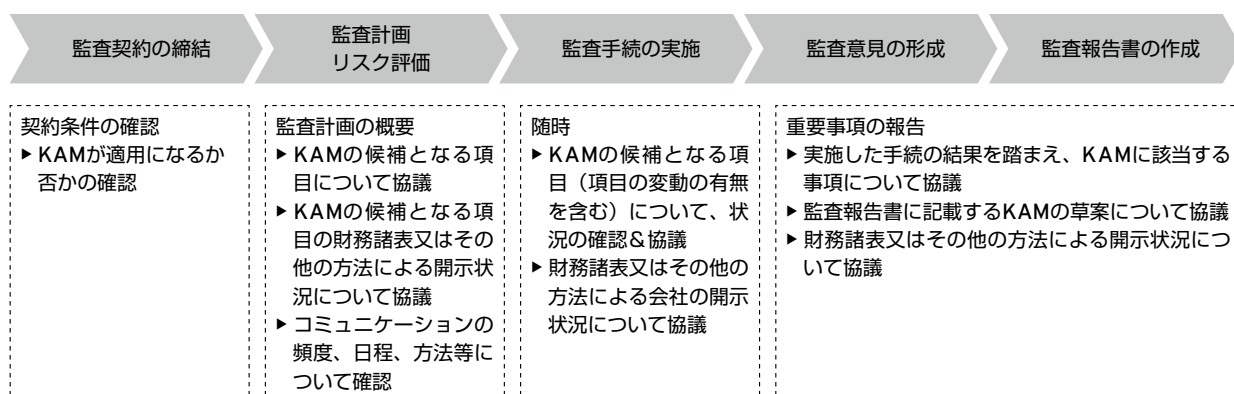 監査契約の締結
監査計画
リスク評価
監査手続の実施
監査意見の形成
監査報告書の作成
契約条件の確認
▶ KAMが適用になるか
否かの確認
監査計画の概要
▶ KAMの候補となる項
目について協議
▶ KAMの候補となる項
目の財務諸表又はその
他の方法による開示状
況について協議
▶ コミュニケーションの
頻度、日程、方法等に
ついて確認
随時
▶ KAMの候補となる項
目（項目の変動の有無
を含む）について、状
況の確認＆協議
▶ 財務諸表又はその他の
方法による会社の開示
状況について協議
重要事項の報告
▶ 実施した手続の結果を踏まえ、KAMに該当する
事項について協議
▶ 監査報告書に記載するKAMの草案について協議
▶ 財務諸表又はその他の方法による開示状況につ
いて協議